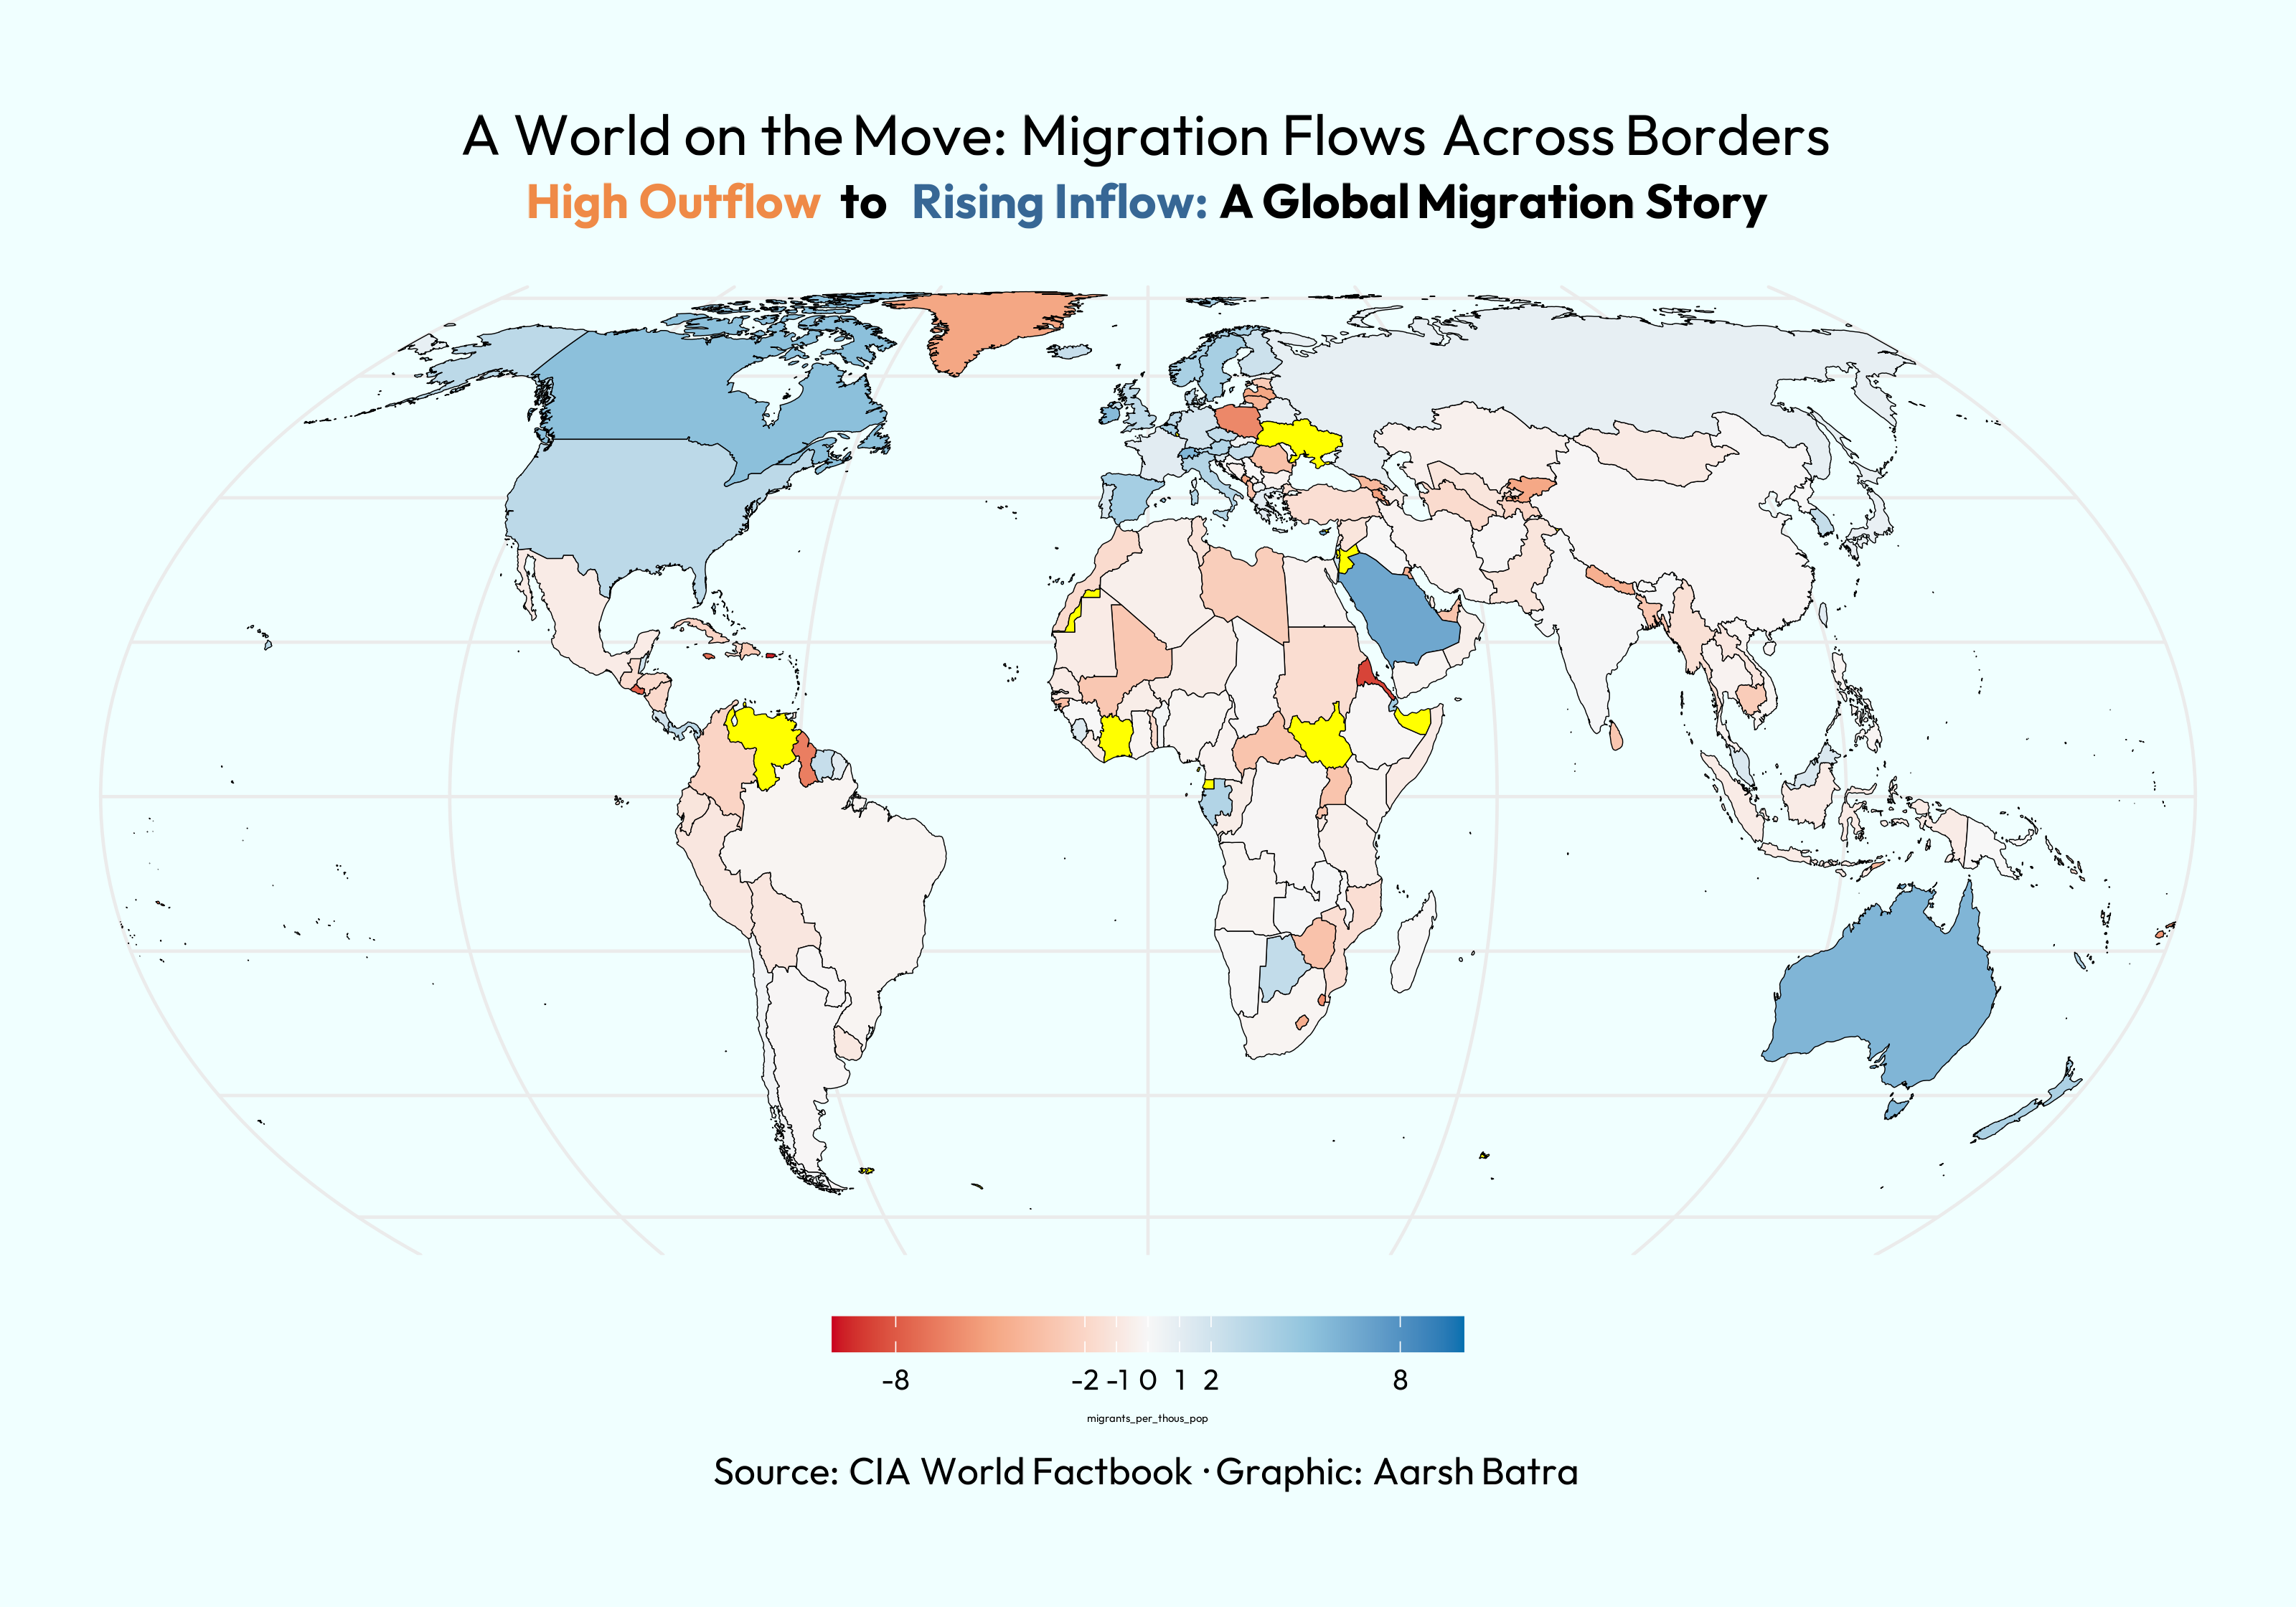 A World on the Move: Migration Flows Across Borders
High Outflow to Rising Inflow: A Global Migration Story
-8 -2 -1 0 1 2 8
migrants_per_thous_pop
Source: CIA World Factbook · Graphic: Aarsh Batra